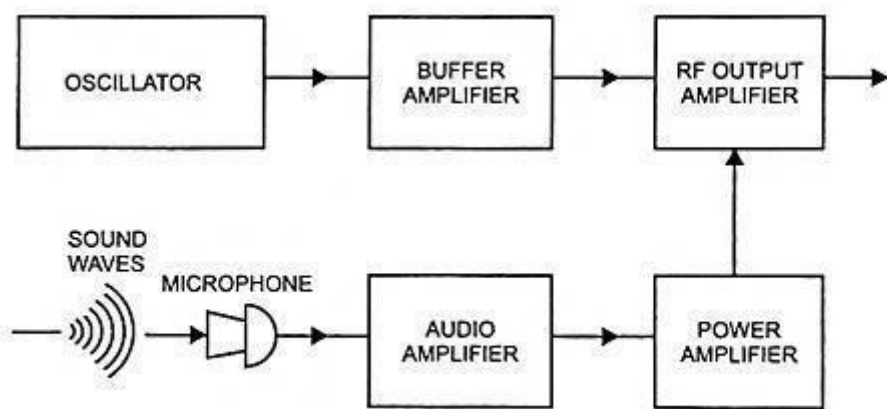 OSCILLATOR
BUFFER
AMPLIFIER
RF OUTPUT
AMPLIFIER
SOUND
WAVES
MICROPHONE
AUDIO
AMPLIFIER
POWER
AMPLIFIER